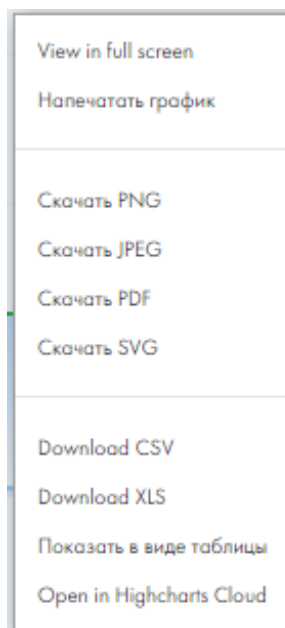 View in full screen
Напечатать график
Скачать PNG
Скачать JPEG
Скачать PDF
Скачать SVG
Download CSV
Download XLS
Показать в виде таблицы
Open in Highcharts Cloud